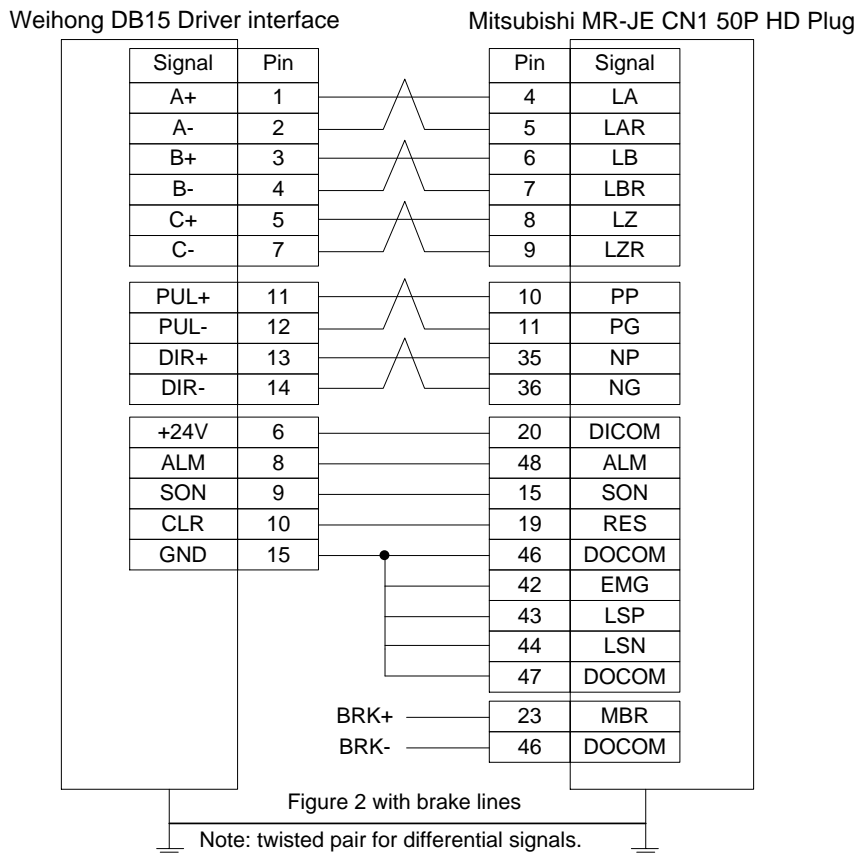 Weihong DB15 Driver interface Mitsubishi MR-JE CN1 50P HD Plug
Signal Pin Pin Signal
A+ 1 4 LA
A- 2 5 LAR
B+ 3 6 LB
B- 4 7 LBR
C+ 5 8 LZ
C- 7 9 LZR
PUL+ 11 10 PP
PUL- 12 11 PG
DIR+ 13 35 NP
DIR- 14 36 NG
+24V 6 20 DICOM
ALM 8 48 ALM
SON 9 15 SON
CLR 10 19 RES
GND 15 46 DOCOM
42 EMG
43 LSP
44 LSN
47 DOCOM
BRK+ 23 MBR
BRK- 46 DOCOM
Figure 2 with brake lines
Note: twisted pair for differential signals.